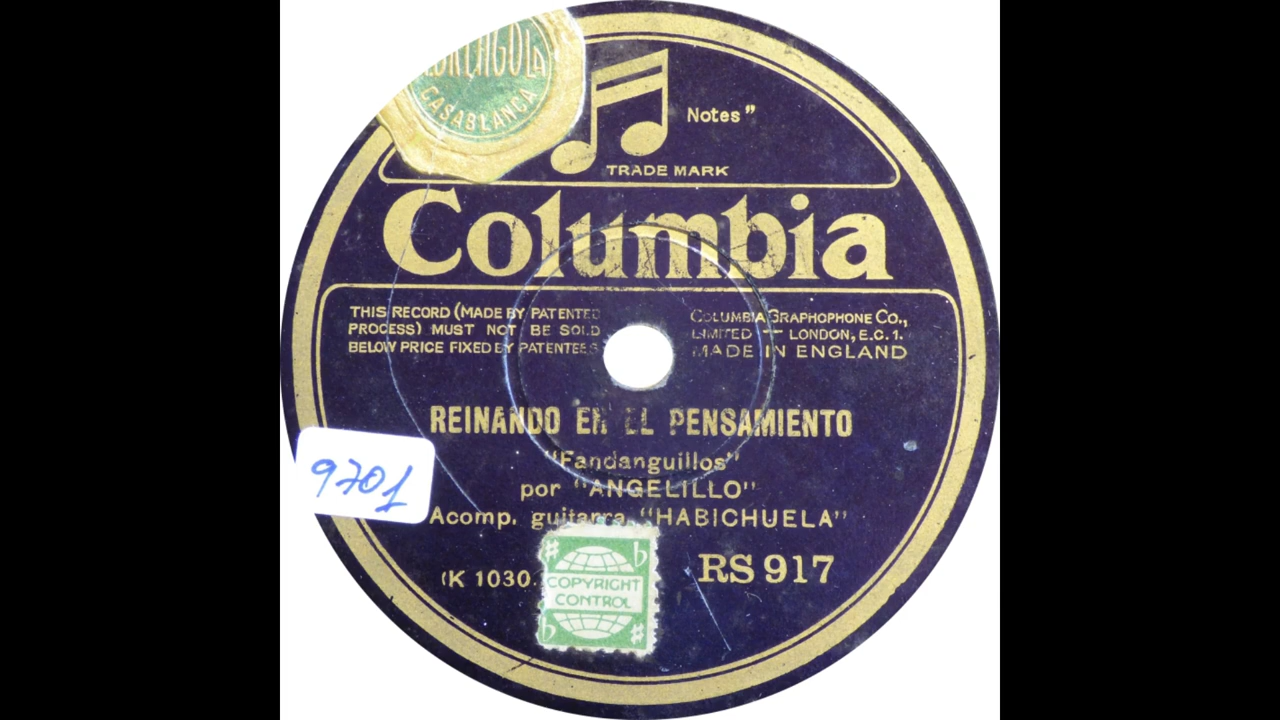 CASABLANCA
Notes”
TRADE MARK
Columbia
THIS RECORD (MADE BY PATENTED
PROCESS) MUST NOT BE SOLD
BELOW PRICE FIXED BY PATENTEES
COLUMBIA GRAPHOPHONE CO.,
LIMITED — LONDON, E.C. 1.
MADE IN ENGLAND
REINANDO EN EL PENSAMIENTO
"Fandanguillos"
por "ANGELILLO"
Acomp. guitarra "HABICHUELA"
9701
(K 1030.
RS 917
COPYRIGHT
CONTROL